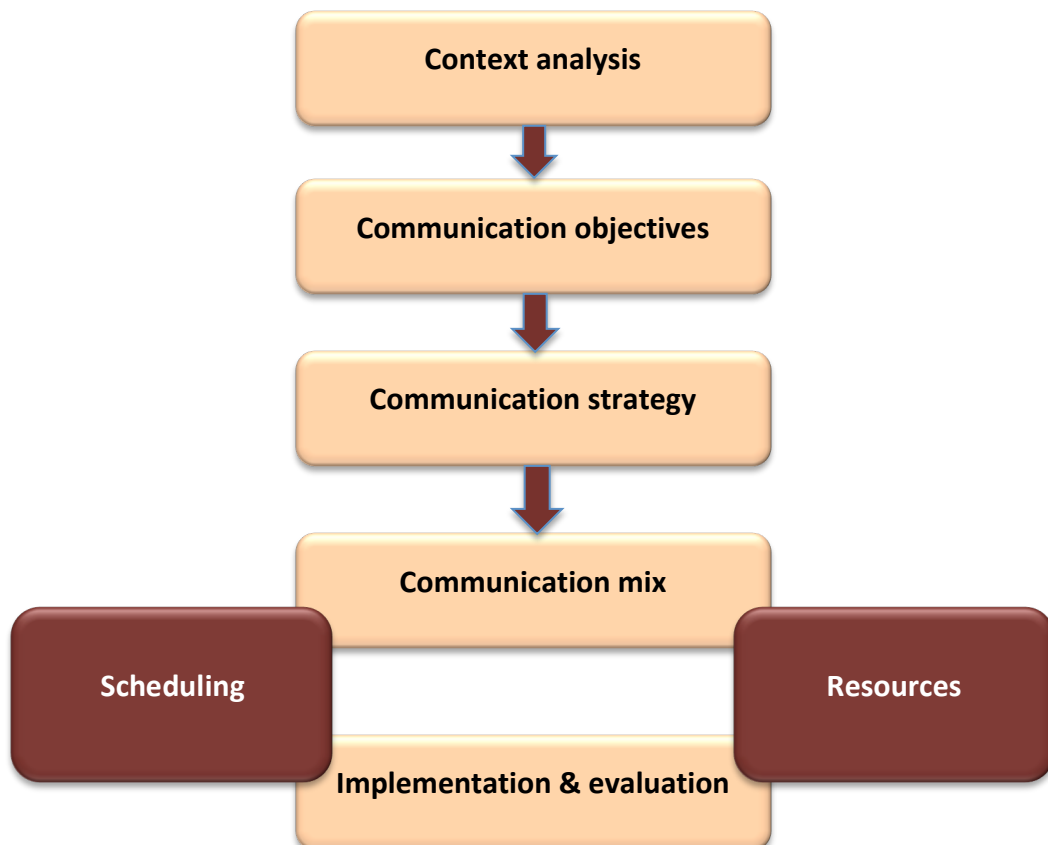 Context analysis
Communication objectives
Communication strategy
Communication mix
Scheduling
Resources
Implementation & evaluation